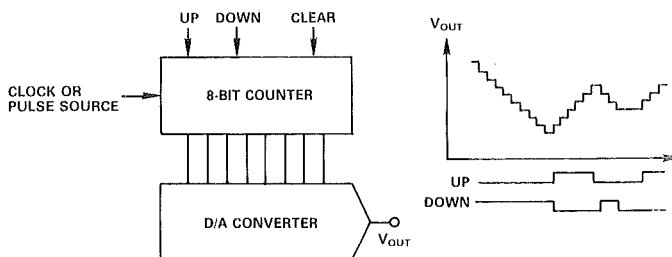 UP DOWN CLEAR
CLOCK OR
PULSE SOURCE
8-BIT COUNTER
D/A CONVERTER
VOUT
VOUT
UP
DOWN